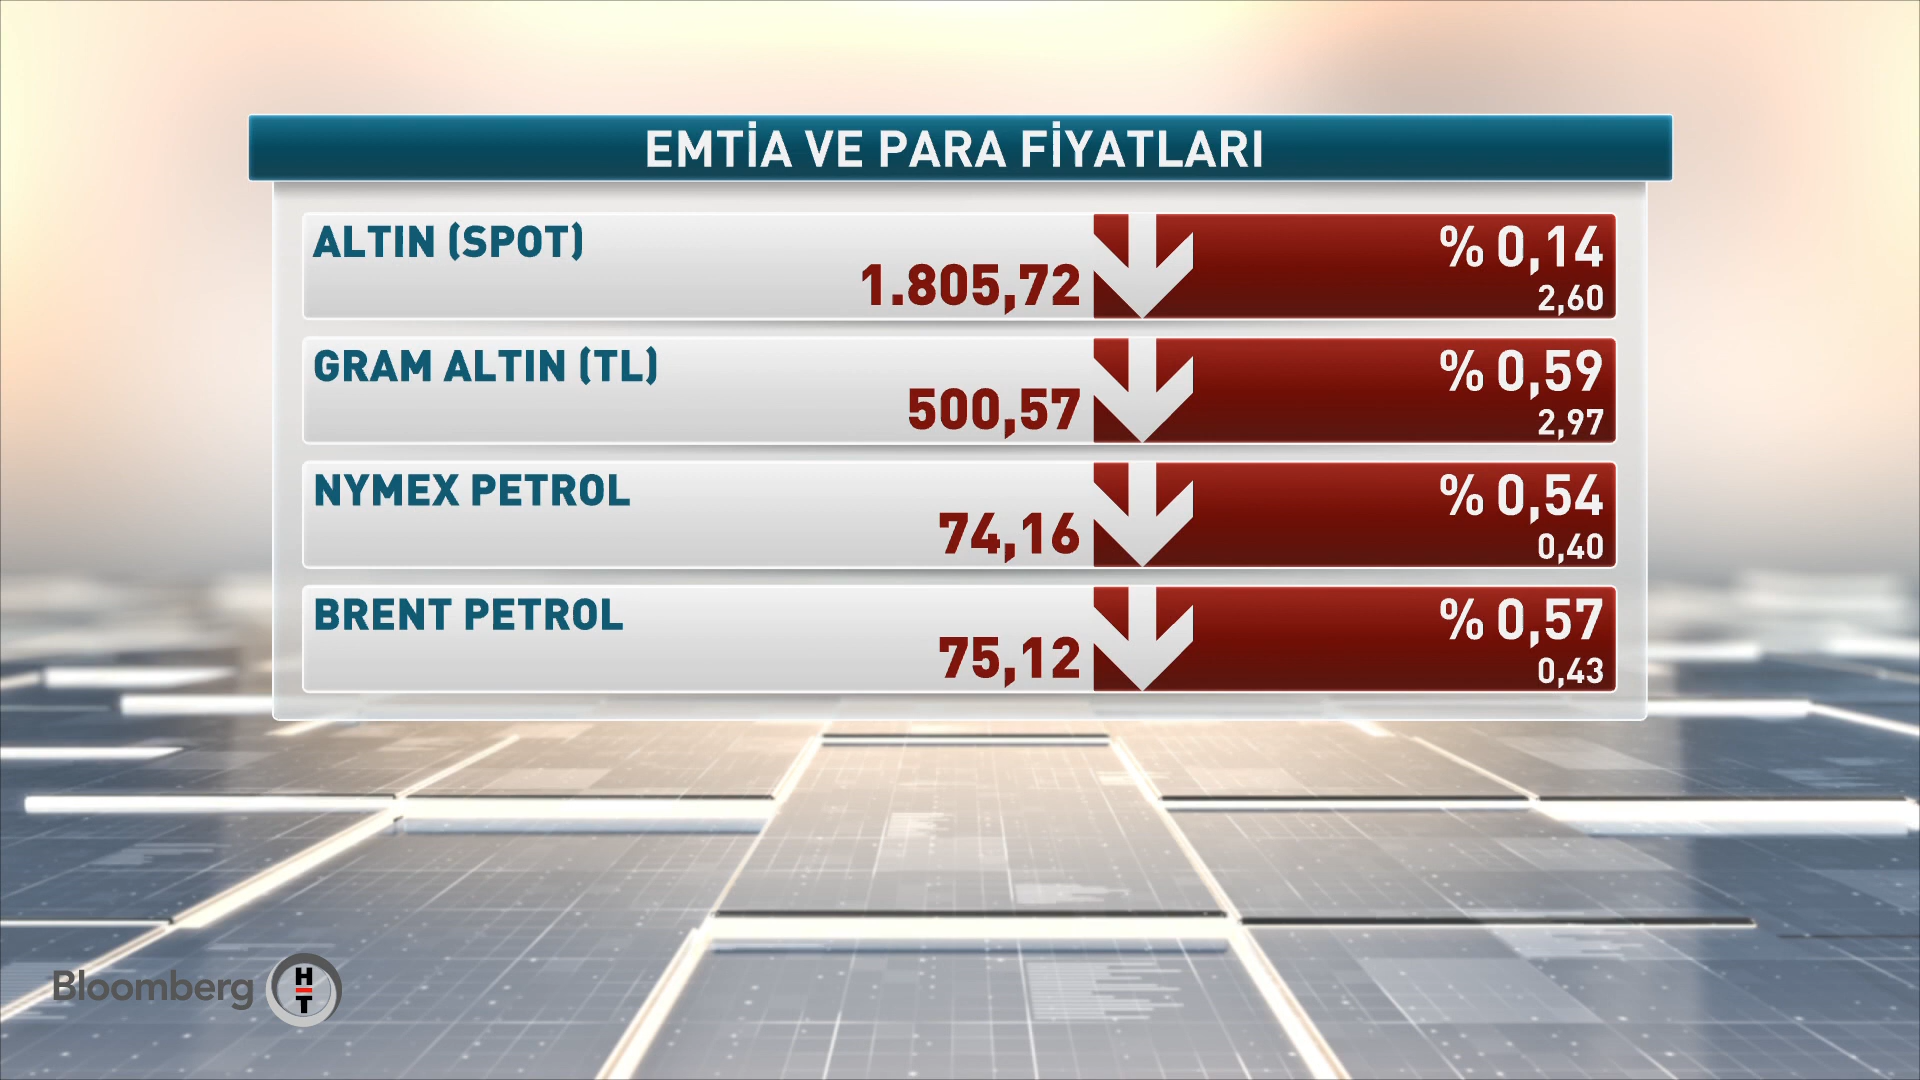 EMTİA VE PARA FİYATLARI
ALTIN (SPOT)
1.805,72
% 0,14
2,60
GRAM ALTIN (TL)
500,57
% 0,59
2,97
NYMEX PETROL
74,16
% 0,54
0,40
BRENT PETROL
75,12
% 0,57
0,43
Bloomberg HT